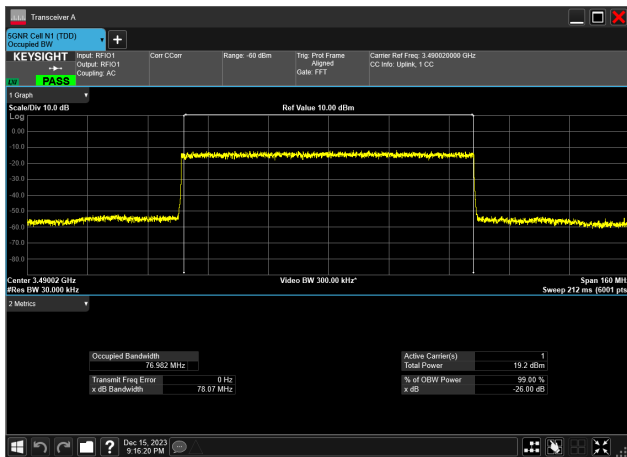 Transceiver A
5GNR Cell N1 (TDD)
Occupied BW
KEYSIGHT
LNI
PASS
Input: RFIO1
Output: RFIO1
Coupling: AC
Corr CCorr
Range: -60 dBm
Trig: Prot Frame
Aligned
Gate: FFT
Carrier Ref Freq: 3.490020000 GHz
CC Info: Uplink, 1 CC
1 Graph
Scale/Div 10.0 dB
Ref Value 10.00 dBm
Log
0.00
-10.0
-20.0
-30.0
-40.0
-50.0
-60.0
-70.0
-80.0
Center 3.49002 GHz
#Res BW 30.000 kHz
Video BW 300.00 kHz*
Span 160 MH
Sweep 212 ms (6001 pts
2 Metrics
Occupied Bandwidth
76.982 MHz
Transmit Freq Error 0 Hz
x dB Bandwidth 78.07 MHz
Active Carrier(s) 1
Total Power 19.2 dBm
% of OBW Power 99.00 %
x dB -26.00 dB
?
Dec 15, 2023
9:16:20 PM